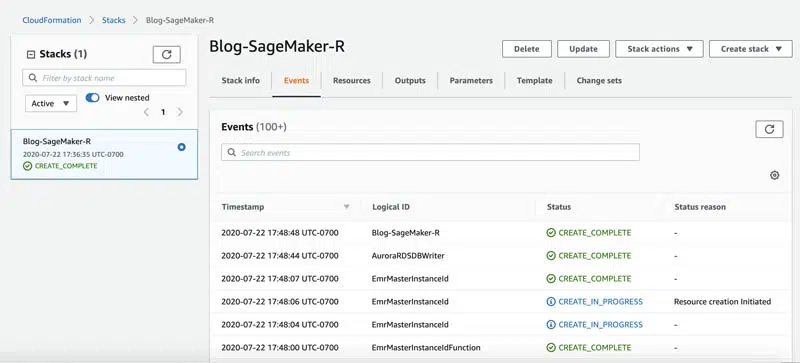 CloudFormation > Stacks > Blog-SageMaker-R
Stacks (1)
Filter by stack name
Active
View nested
< 1 >
Blog-SageMaker-R
2020-07-22 17:36:35 UTC-0700
CREATE_COMPLETE
Blog-SageMaker-R
Delete
Update
Stack actions
Create stack
Stack info
Events
Resources
Outputs
Parameters
Template
Change sets
Events (100+)
Search events
Timestamp Logical ID Status Status reason
2020-07-22 17:48:48 UTC-0700 Blog-SageMaker-R CREATE_COMPLETE -
2020-07-22 17:48:44 UTC-0700 AuroraRDSDBWriter CREATE_COMPLETE -
2020-07-22 17:48:07 UTC-0700 EmrMasterInstanceId CREATE_COMPLETE -
2020-07-22 17:48:06 UTC-0700 EmrMasterInstanceId CREATE_IN_PROGRESS Resource creation Initiated
2020-07-22 17:48:04 UTC-0700 EmrMasterInstanceId CREATE_IN_PROGRESS -
2020-07-22 17:48:00 UTC-0700 EmrMasterInstanceIdFunction CREATE_COMPLETE -